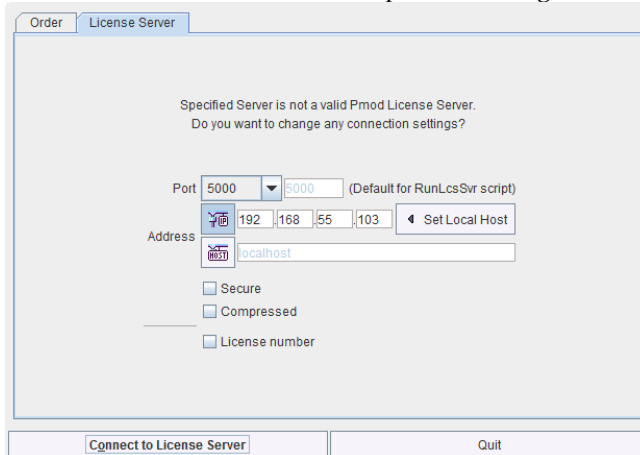 Order License Server
Specified Server is not a valid Pmod License Server.
Do you want to change any connection settings?
Port 5000 5000 (Default for RunLcsSvr script)
IP 192 .168 .55 .103 Set Local Host
Address
HOST localhost
Secure
Compressed
License number
Connect to License Server Quit